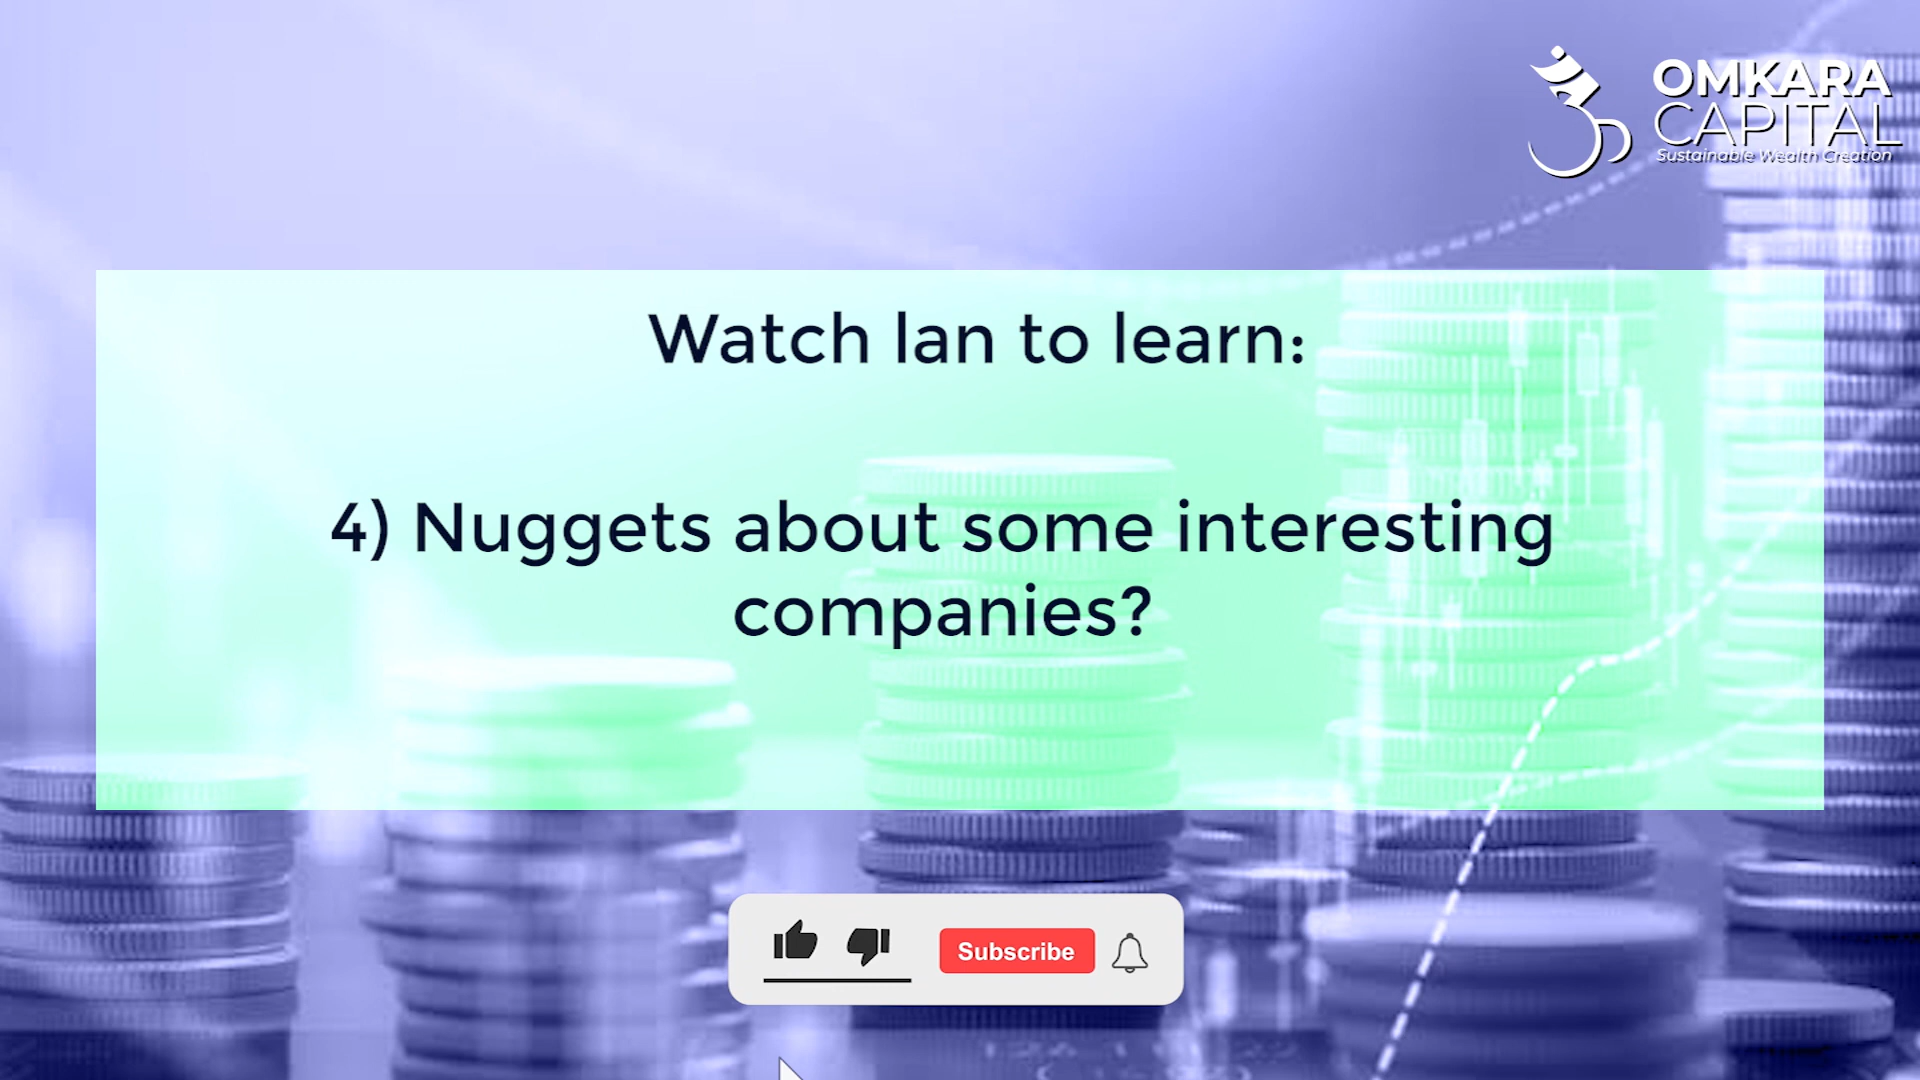 OMKARA
CAPITAL
Sustainable Wealth Creation
Watch Ian to learn:
4) Nuggets about some interesting
companies?
Subscribe